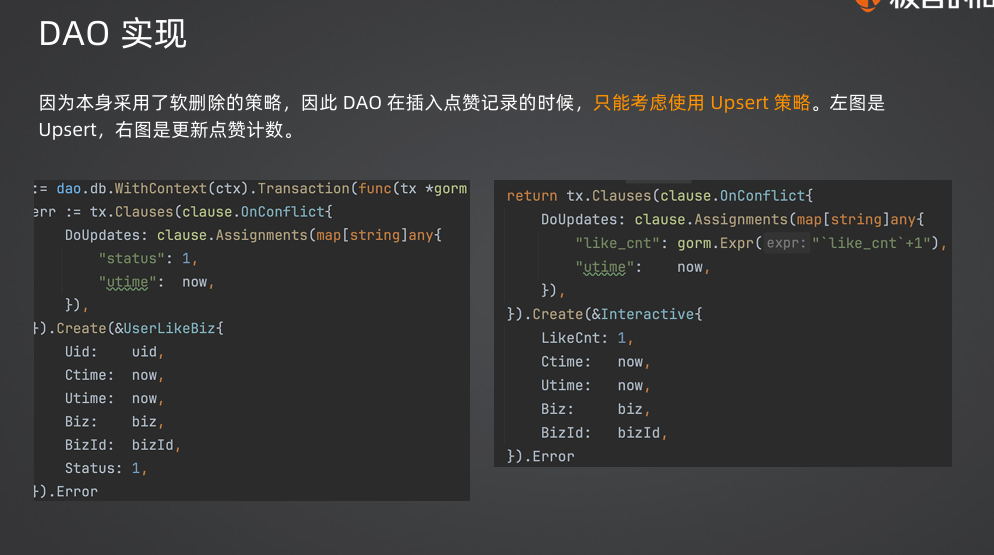 DAO 实现
因为本身采用了软删除的策略，因此 DAO 在插入点赞记录的时候，只能考虑使用 Upsert 策略。左图是
Upsert，右图是更新点赞计数。
:= dao.db.WithContext(ctx).Transaction(func(tx *gorm
err := tx.Clauses(clause.OnConflict{
DoUpdates: clause.Assignments(map[string]any{
"status": 1,
"utime": now,
}),
}).Create(&UserLikeBiz{
Uid: uid,
Ctime: now,
Utime: now,
Biz: biz,
BizId: bizId,
Status: 1,
}).Error
return tx.Clauses(clause.OnConflict{
DoUpdates: clause.Assignments(map[string]any{
"like_cnt": gorm.Expr( expr: "`like_cnt`+1"),
"utime": now,
}),
}).Create(&Interactive{
LikeCnt: 1,
Ctime: now,
Utime: now,
Biz: biz,
BizId: bizId,
}).Error